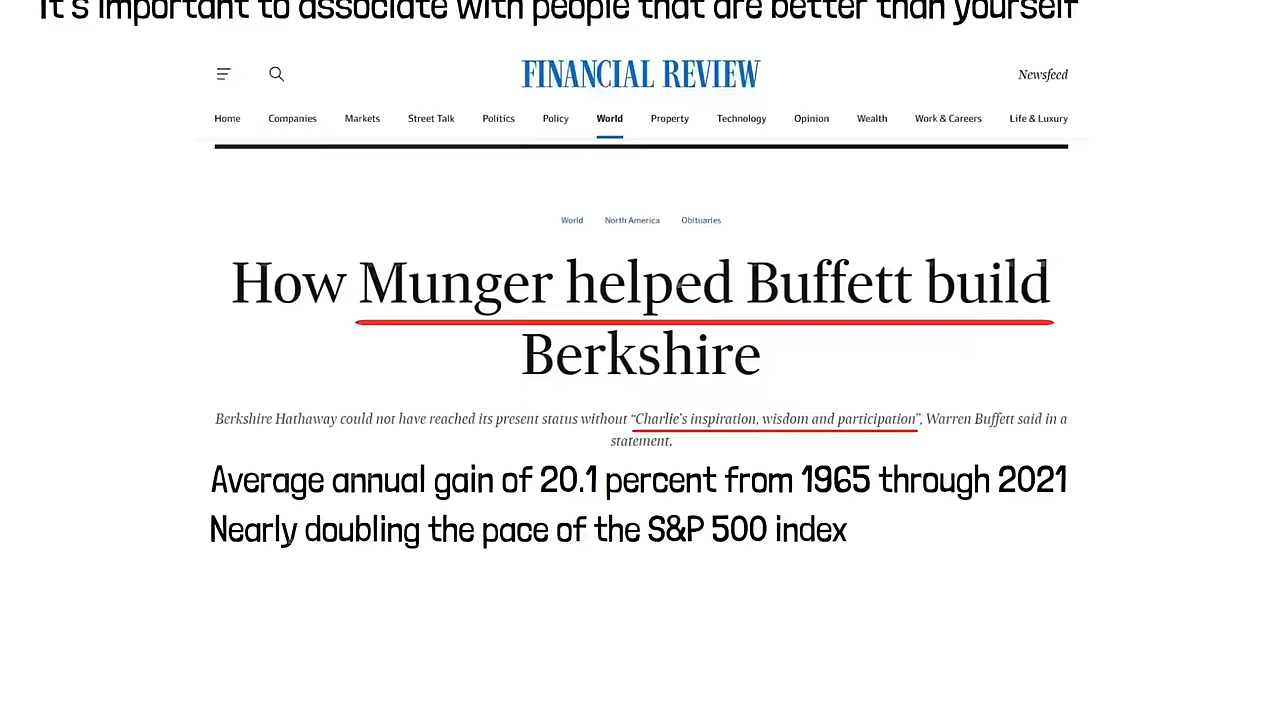 It's important to associate with people that are better than yourself
FINANCIAL REVIEW
Newsfeed
Home Companies Markets Street Talk Politics Policy World Property Technology Opinion Wealth Work & Careers Life & Luxury
World North America Obituaries
How Munger helped Buffett build
Berkshire
Berkshire Hathaway could not have reached its present status without “Charlie’s inspiration, wisdom and participation”, Warren Buffett said in a
statement.
Average annual gain of 20.1 percent from 1965 through 2021
Nearly doubling the pace of the S&P 500 index